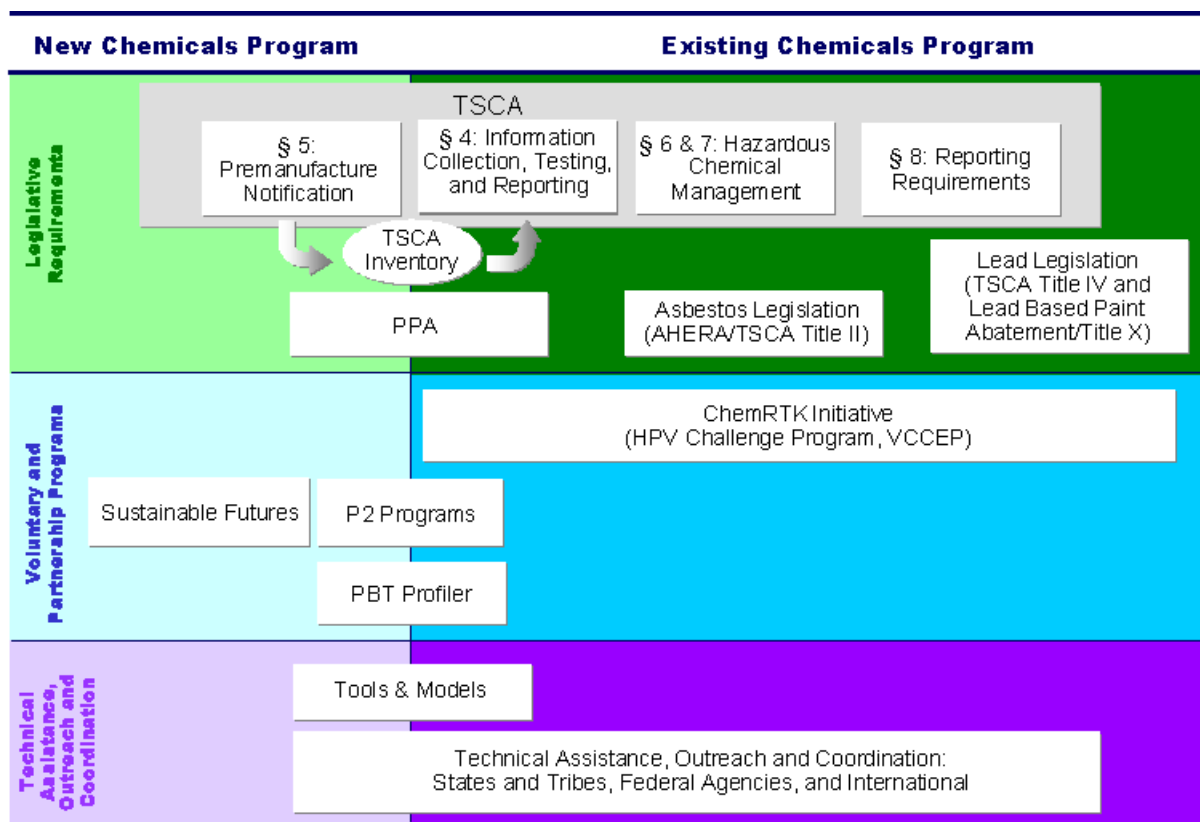 New Chemicals Program
Existing Chemicals Program
Legislative
Requirements
TSCA
§ 5:
Premanufacture
Notification
§ 4: Information
Collection, Testing,
and Reporting
§ 6 & 7: Hazardous
Chemical
Management
§ 8: Reporting
Requirements
TSCA
Inventory
PPA
Asbestos Legislation
(AHERA/TSCA Title II)
Lead Legislation
(TSCA Title IV and
Lead Based Paint
Abatement/Title X)
Voluntary and
Partnership Programs
ChemRTK Initiative
(HPV Challenge Program, VCCEP)
Sustainable Futures
P2 Programs
PBT Profiler
Technical
Assistance,
Outreach and
Coordination
Tools & Models
Technical Assistance, Outreach and Coordination:
States and Tribes, Federal Agencies, and International